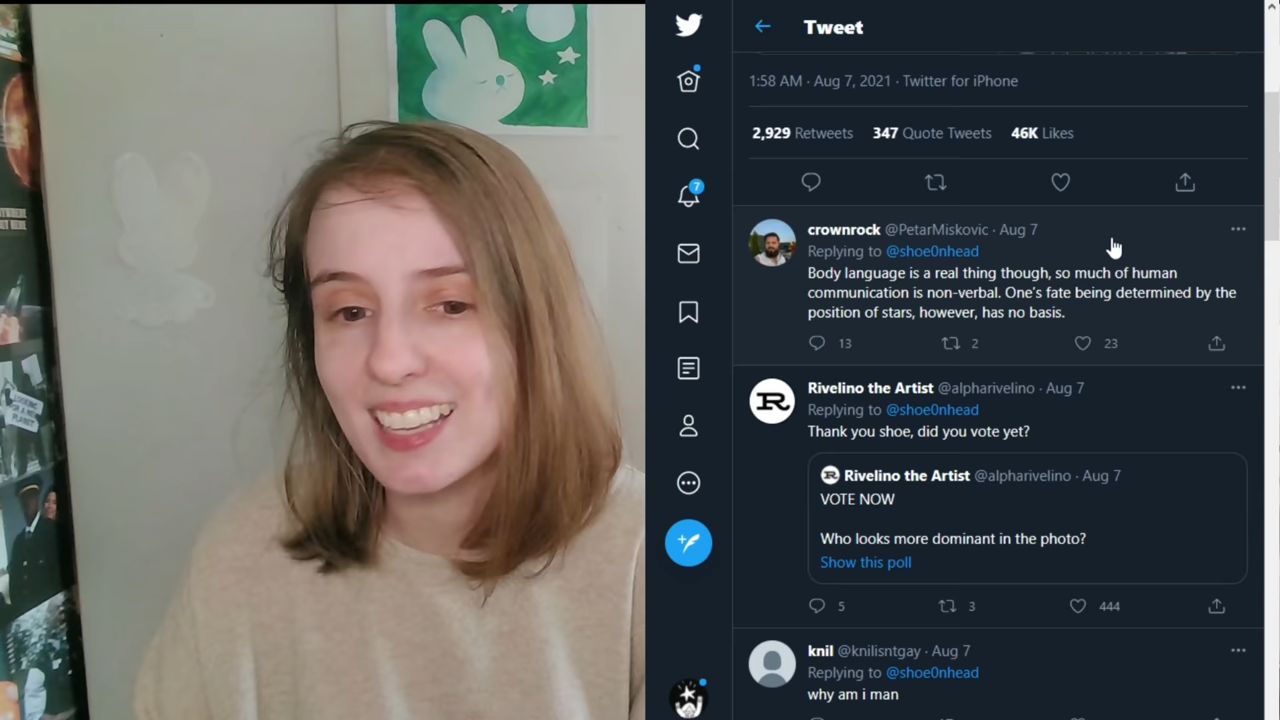 Tweet
1:58 AM · Aug 7, 2021 · Twitter for iPhone
2,929 Retweets 347 Quote Tweets 46K Likes
7
crownrock @PetarMiskovic · Aug 7
Replying to @shoe0nhead
Body language is a real thing though, so much of human
communication is non-verbal. One's fate being determined by the
position of stars, however, has no basis.
13 2 23
Rivelino the Artist @alpharivelino · Aug 7
Replying to @shoe0nhead
Thank you shoe, did you vote yet?
Rivelino the Artist @alpharivelino · Aug 7
VOTE NOW
Who looks more dominant in the photo?
Show this poll
5 3 444
knil @knilisntgay · Aug 7
Replying to @shoe0nhead
why am i man
LOOKING
FOR A NEW
PLANET